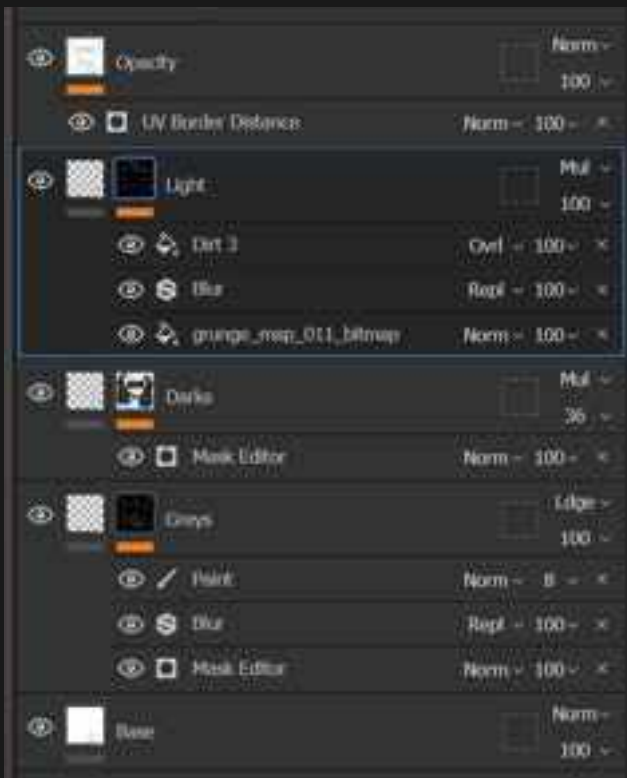 Norm
Opacity
100
UV Border Distance Norm 100
Mul
Light
100
Dirt 3 Ovrl 100
Blur Repl 100
grunge_map_011_bitmap Norm 100
Mul
Darks
36
Mask Editor Norm 100
Ldge
Greys
100
Paint Norm 8
Blur Repl 100
Mask Editor Norm 100
Norm
Base
100